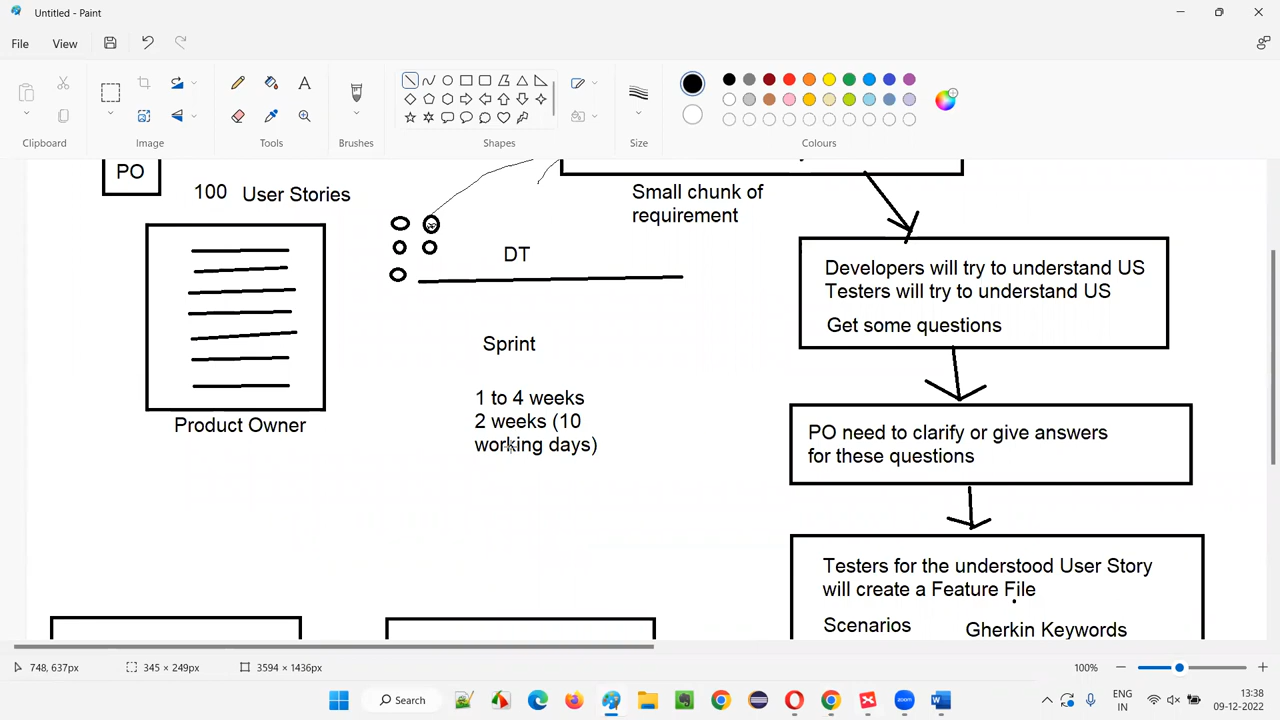 Untitled - Paint
File
View
A
Clipboard
Image
Tools
Brushes
Shapes
Size
Colours
PO
100 User Stories
Product Owner
DT
Sprint
1 to 4 weeks
2 weeks (10
working days)
Small chunk of
requirement
Developers will try to understand US
Testers will try to understand US
Get some questions
PO need to clarify or give answers
for these questions
Testers for the understood User Story
will create a Feature File
Scenarios
Gherkin Keywords
748, 637px
345 × 249px
3594 × 1436px
100%
Search
zoom
ENG
IN
13:38
09-12-2022